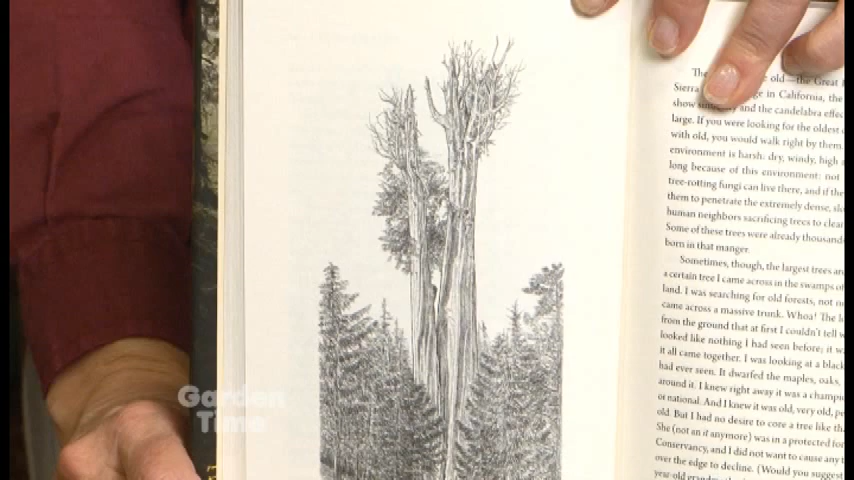 The old—the Great
Sierra in California, the
show and the candelabra effe
large. If you were looking for the oldest
with old, you would walk right by them.
environment is harsh: dry, windy, high
long because of this environment: not
tree-rotting fungi can live there, and if the
them to penetrate the extremely dense, slo
human neighbors sacrificing trees to clear
Some of these trees were already thousand
born in that manger.
Sometimes, though, the largest trees ar
a certain tree I came across in the swamps of
land. I was searching for old forests, not
came across a massive trunk. Whoa! The
from the ground that at first I couldn't tell
looked like nothing I had seen before; it
it all came together. I was looking at a black
had ever seen. It dwarfed the maples, oaks,
around it. I knew right away it was a champ
or national. And I knew it was old, very old,
old. But I had no desire to core a tree like
She (not an it anymore) was in a protected for
Conservancy, and I did not want to cause any
over the edge to decline. (Would you suggest
year-old
Garden
Time